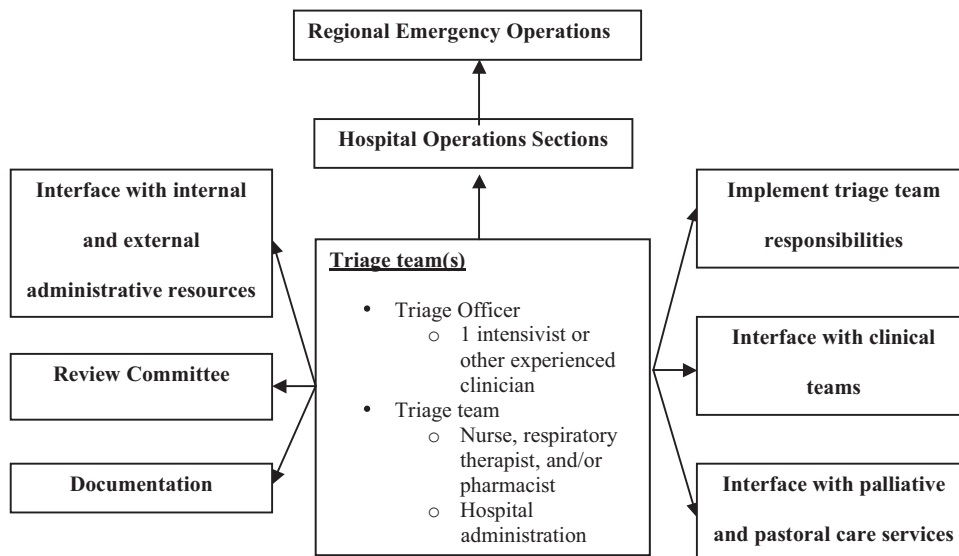 Regional Emergency Operations
Hospital Operations Sections
Interface with internal
and external
administrative resources
Review Committee
Documentation
Triage team(s)
• Triage Officer
o 1 intensivist or
other experienced
clinician
• Triage team
o Nurse, respiratory
therapist, and/or
pharmacist
o Hospital
administration
Implement triage team
responsibilities
Interface with clinical
teams
Interface with palliative
and pastoral care services